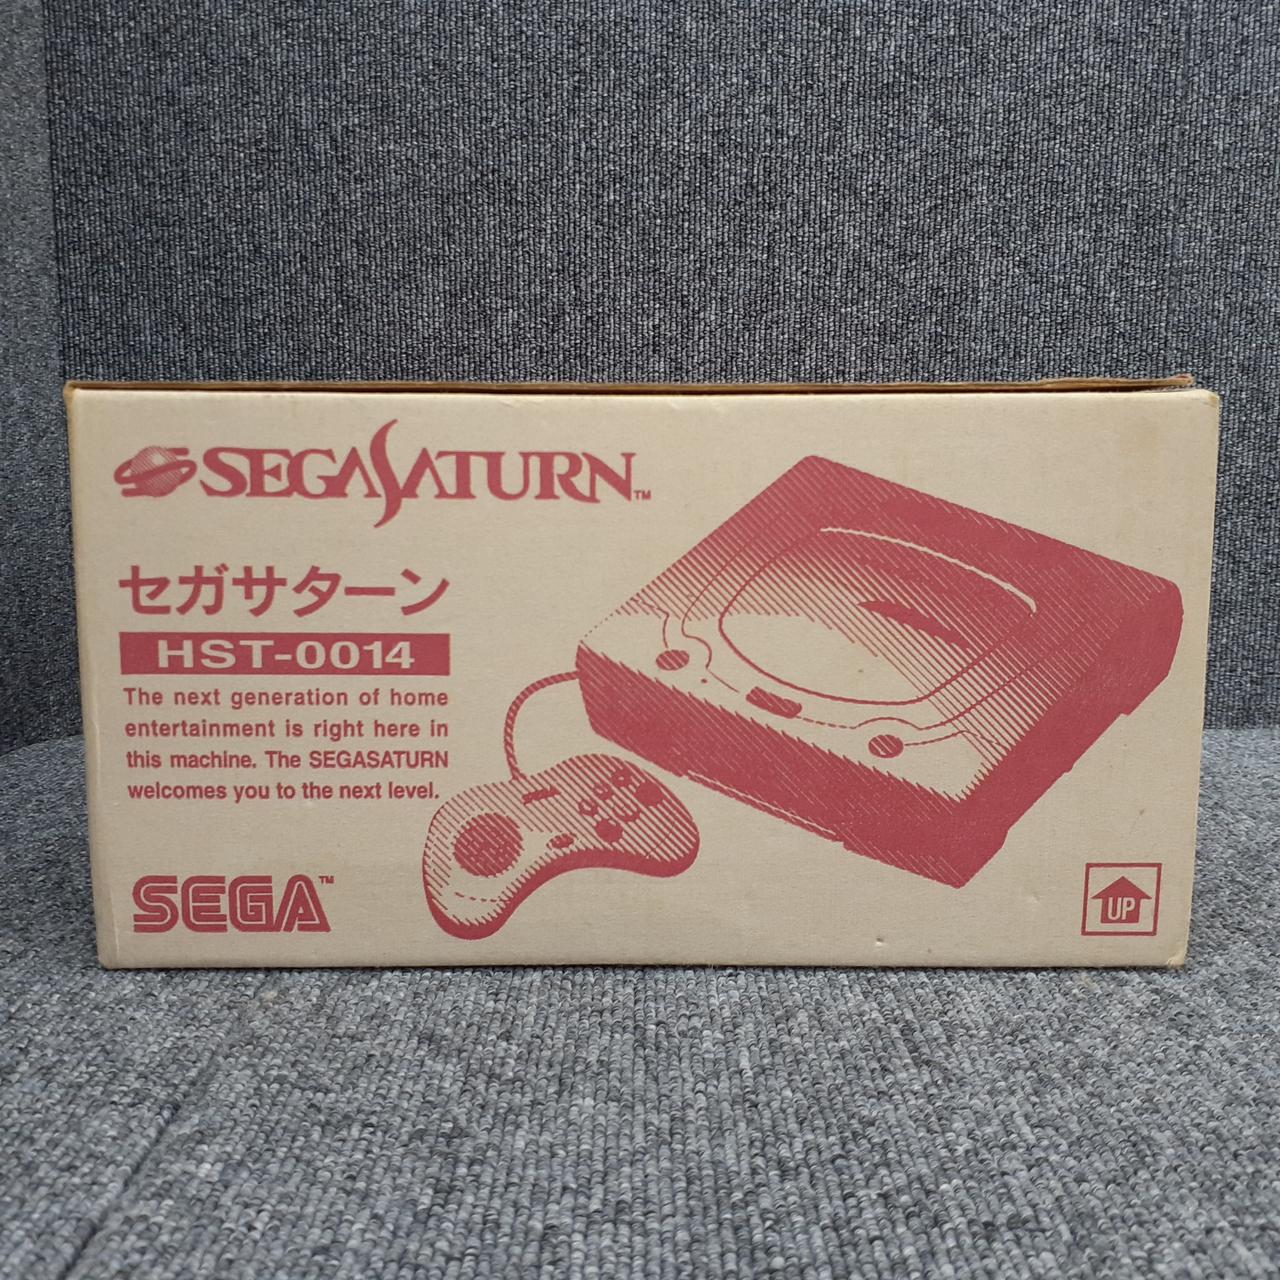 SEGASATURN™
セガサターン
HST-0014
The next generation of home
entertainment is right here in
this machine. The SEGASATURN
welcomes you to the next level.
SEGA™
UP